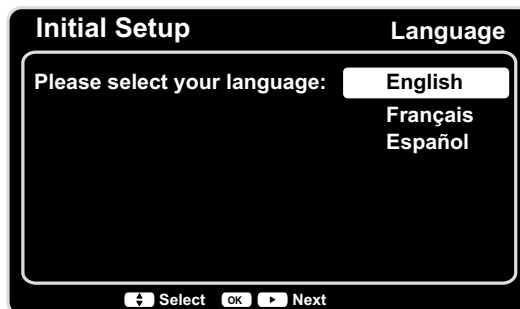 Initial Setup Language
Please select your language: English
Français
Español
Select OK Next